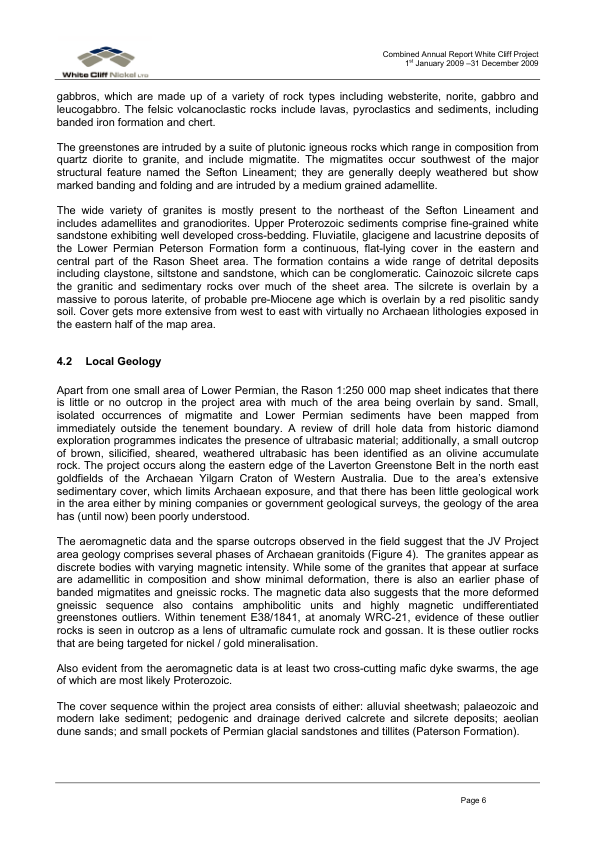 White Cliff Nickel LTD
Combined Annual Report White Cliff Project
1st January 2009 –31 December 2009
gabbros, which are made up of a variety of rock types including websterite, norite, gabbro and
leucogabbro. The felsic volcanoclastic rocks include lavas, pyroclastics and sediments, including
banded iron formation and chert.
The greenstones are intruded by a suite of plutonic igneous rocks which range in composition from
quartz diorite to granite, and include migmatite. The migmatites occur southwest of the major
structural feature named the Sefton Lineament; they are generally deeply weathered but show
marked banding and folding and are intruded by a medium grained adamellite.
The wide variety of granites is mostly present to the northeast of the Sefton Lineament and
includes adamellites and granodiorites. Upper Proterozoic sediments comprise fine-grained white
sandstone exhibiting well developed cross-bedding. Fluviatile, glacigene and lacustrine deposits of
the Lower Permian Peterson Formation form a continuous, flat-lying cover in the eastern and
central part of the Rason Sheet area. The formation contains a wide range of detrital deposits
including claystone, siltstone and sandstone, which can be conglomeratic. Cainozoic silcrete caps
the granitic and sedimentary rocks over much of the sheet area. The silcrete is overlain by a
massive to porous laterite, of probable pre-Miocene age which is overlain by a red pisolitic sandy
soil. Cover gets more extensive from west to east with virtually no Archaean lithologies exposed in
the eastern half of the map area.
4.2 Local Geology
Apart from one small area of Lower Permian, the Rason 1:250 000 map sheet indicates that there
is little or no outcrop in the project area with much of the area being overlain by sand. Small,
isolated occurrences of migmatite and Lower Permian sediments have been mapped from
immediately outside the tenement boundary. A review of drill hole data from historic diamond
exploration programmes indicates the presence of ultrabasic material; additionally, a small outcrop
of brown, silicified, sheared, weathered ultrabasic has been identified as an olivine accumulate
rock. The project occurs along the eastern edge of the Laverton Greenstone Belt in the north east
goldfields of the Archaean Yilgarn Craton of Western Australia. Due to the area’s extensive
sedimentary cover, which limits Archaean exposure, and that there has been little geological work
in the area either by mining companies or government geological surveys, the geology of the area
has (until now) been poorly understood.
The aeromagnetic data and the sparse outcrops observed in the field suggest that the JV Project
area geology comprises several phases of Archaean granitoids (Figure 4). The granites appear as
discrete bodies with varying magnetic intensity. While some of the granites that appear at surface
are adamellitic in composition and show minimal deformation, there is also an earlier phase of
banded migmatites and gneissic rocks. The magnetic data also suggests that the more deformed
gneissic sequence also contains amphibolitic units and highly magnetic undifferentiated
greenstones outliers. Within tenement E38/1841, at anomaly WRC-21, evidence of these outlier
rocks is seen in outcrop as a lens of ultramafic cumulate rock and gossan. It is these outlier rocks
that are being targeted for nickel / gold mineralisation.
Also evident from the aeromagnetic data is at least two cross-cutting mafic dyke swarms, the age
of which are most likely Proterozoic.
The cover sequence within the project area consists of either: alluvial sheetwash; palaeozoic and
modern lake sediment; pedogenic and drainage derived calcrete and silcrete deposits; aeolian
dune sands; and small pockets of Permian glacial sandstones and tillites (Paterson Formation).
Page 6